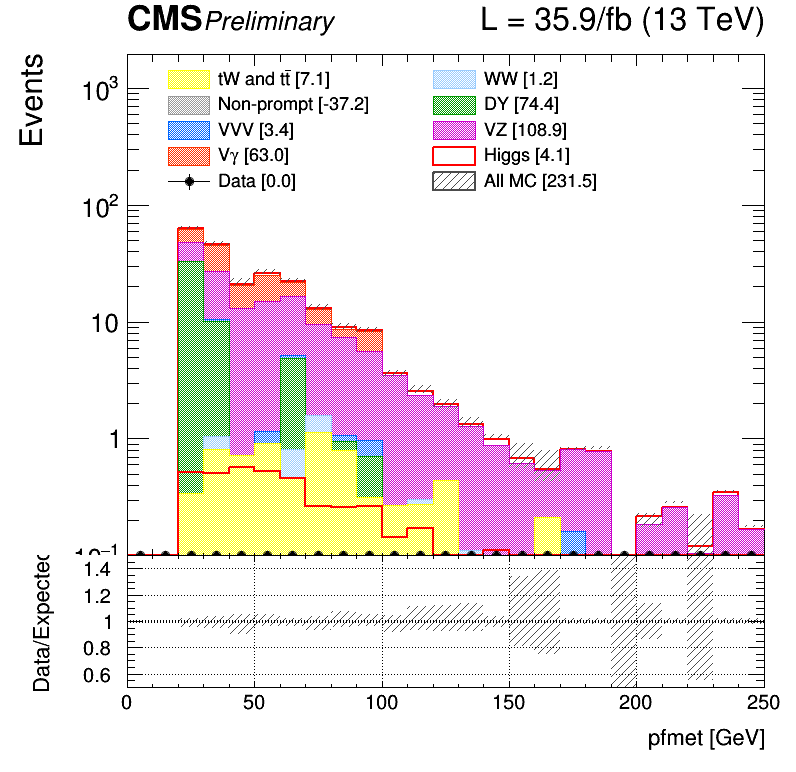 CMS Preliminary L = 35.9/fb (13 TeV)
Events
tW and tt̄ [7.1] WW [1.2]
Non-prompt [-37.2] DY [74.4]
VVV [3.4] VZ [108.9]
Vγ [63.0] Higgs [4.1]
Data [0.0] All MC [231.5]
10³
10²
10
1
10⁻¹
Data/Expected
1.4
1.2
1
0.8
0.6
0 50 100 150 200 250
pfmet [GeV]